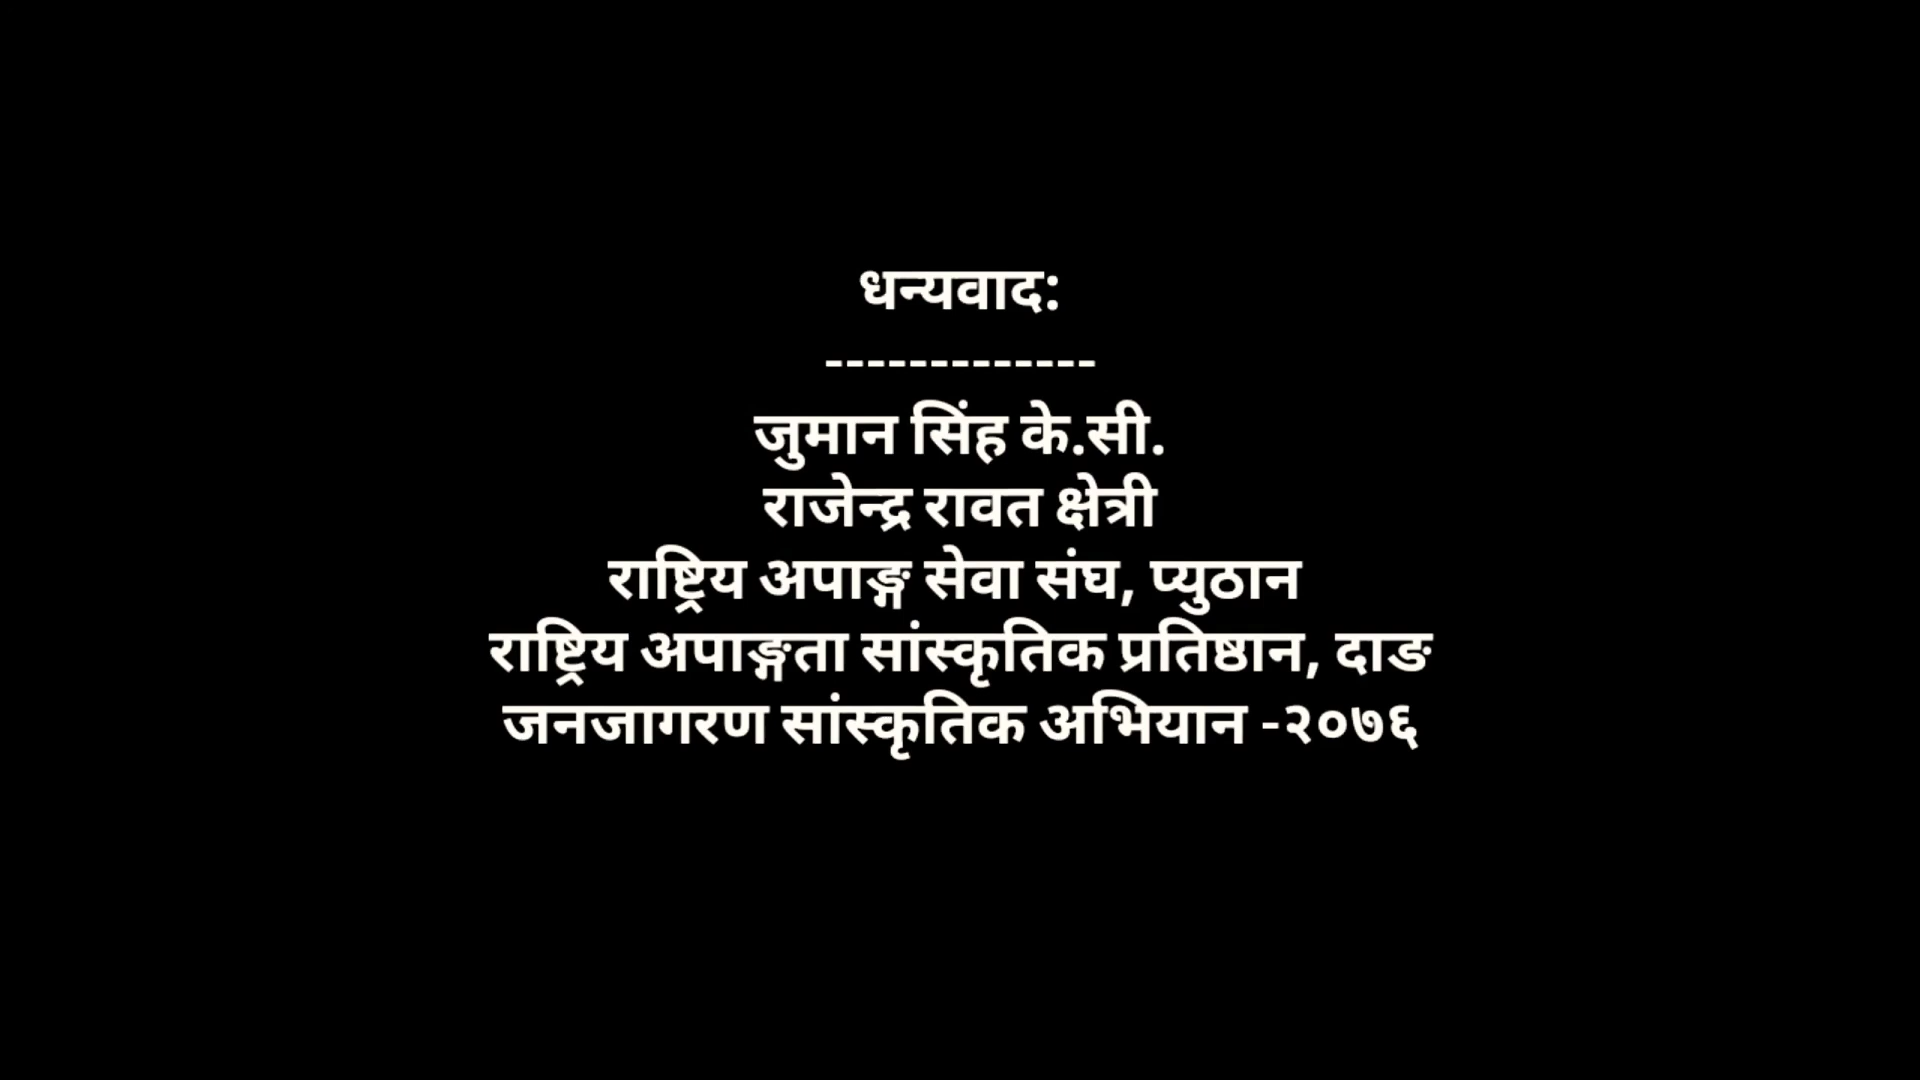 धन्यवाद:
-------------
जुमान सिंह के.सी.
राजेन्द्र रावत क्षेत्री
राष्ट्रिय अपाङ्ग सेवा संघ, प्युठान
राष्ट्रिय अपाङ्गता सांस्कृतिक प्रतिष्ठान, दाङ
जनजागरण सांस्कृतिक अभियान -२०७६